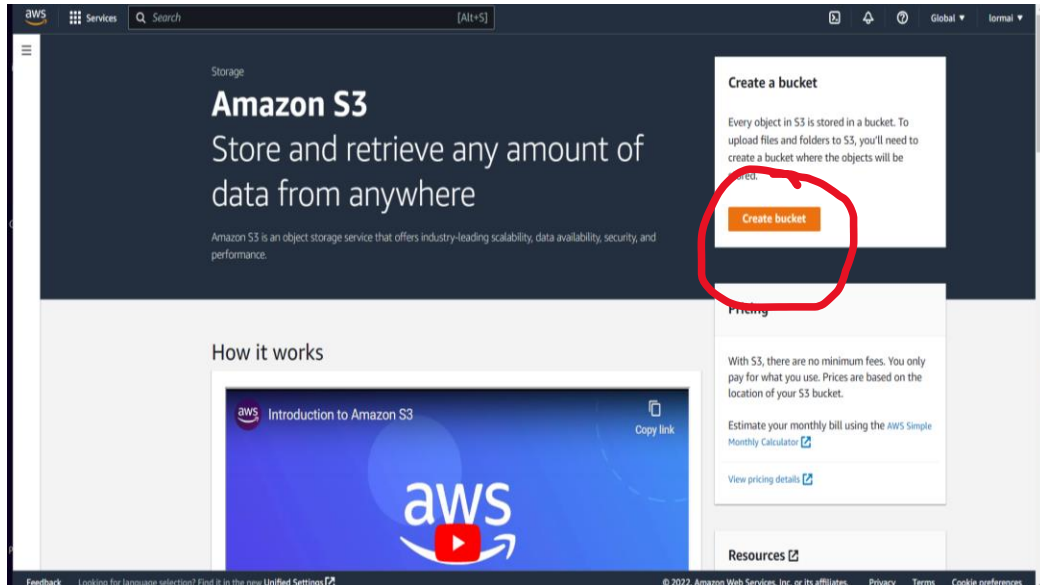 aws
Services
Search
[Alt+S]
Global
lormal
Storage
Amazon S3
Store and retrieve any amount of
data from anywhere
Amazon S3 is an object storage service that offers industry-leading scalability, data availability, security, and
performance.
Create a bucket
Every object in S3 is stored in a bucket. To
upload files and folders to S3, you'll need to
create a bucket where the objects will be
stored.
Create bucket
Pricing
With S3, there are no minimum fees. You only
pay for what you use. Prices are based on the
location of your S3 bucket.
Estimate your monthly bill using the AWS Simple
Monthly Calculator
View pricing details
Resources
How it works
aws
Introduction to Amazon S3
Copy link
aws
Feedback
Looking for language selection? Find it in the new Unified Settings
© 2022, Amazon Web Services, Inc. or its affiliates.
Privacy
Terms
Cookie preferences